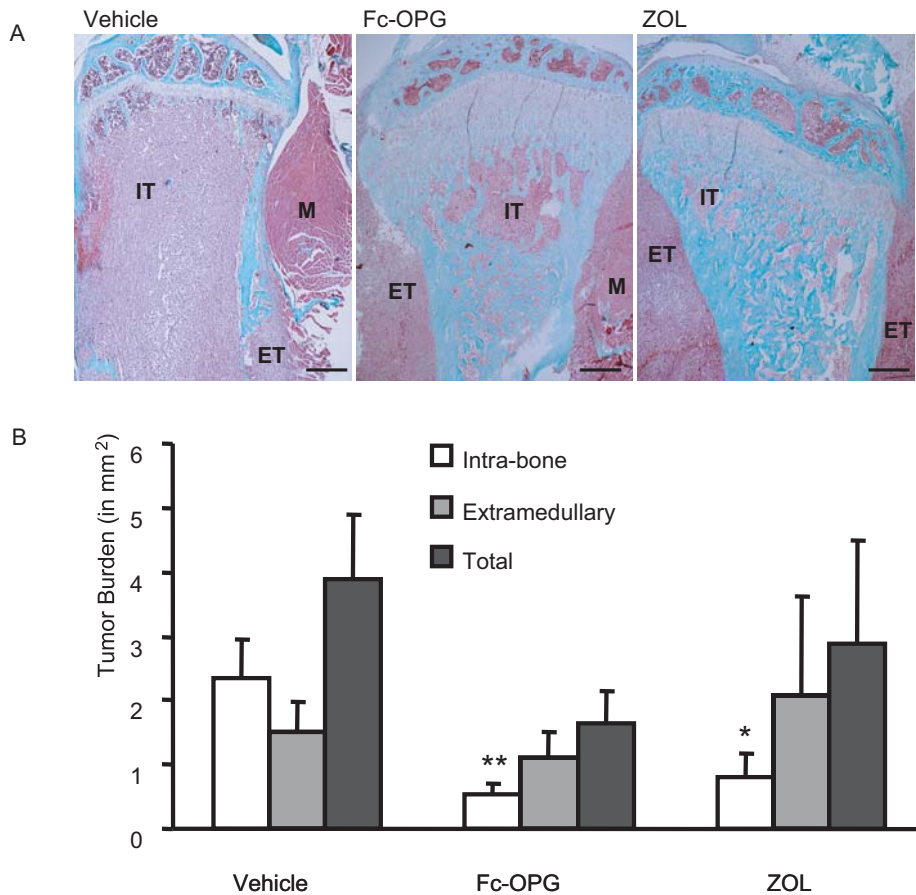 A
Vehicle
Fc-OPG
ZOL
IT
M
ET
IT
ET
M
IT
ET
ET
B
Tumor Burden (in mm²)
6
5
4
3
2
1
0
Intra-bone
Extramedullary
Total
**
*
Vehicle
Fc-OPG
ZOL